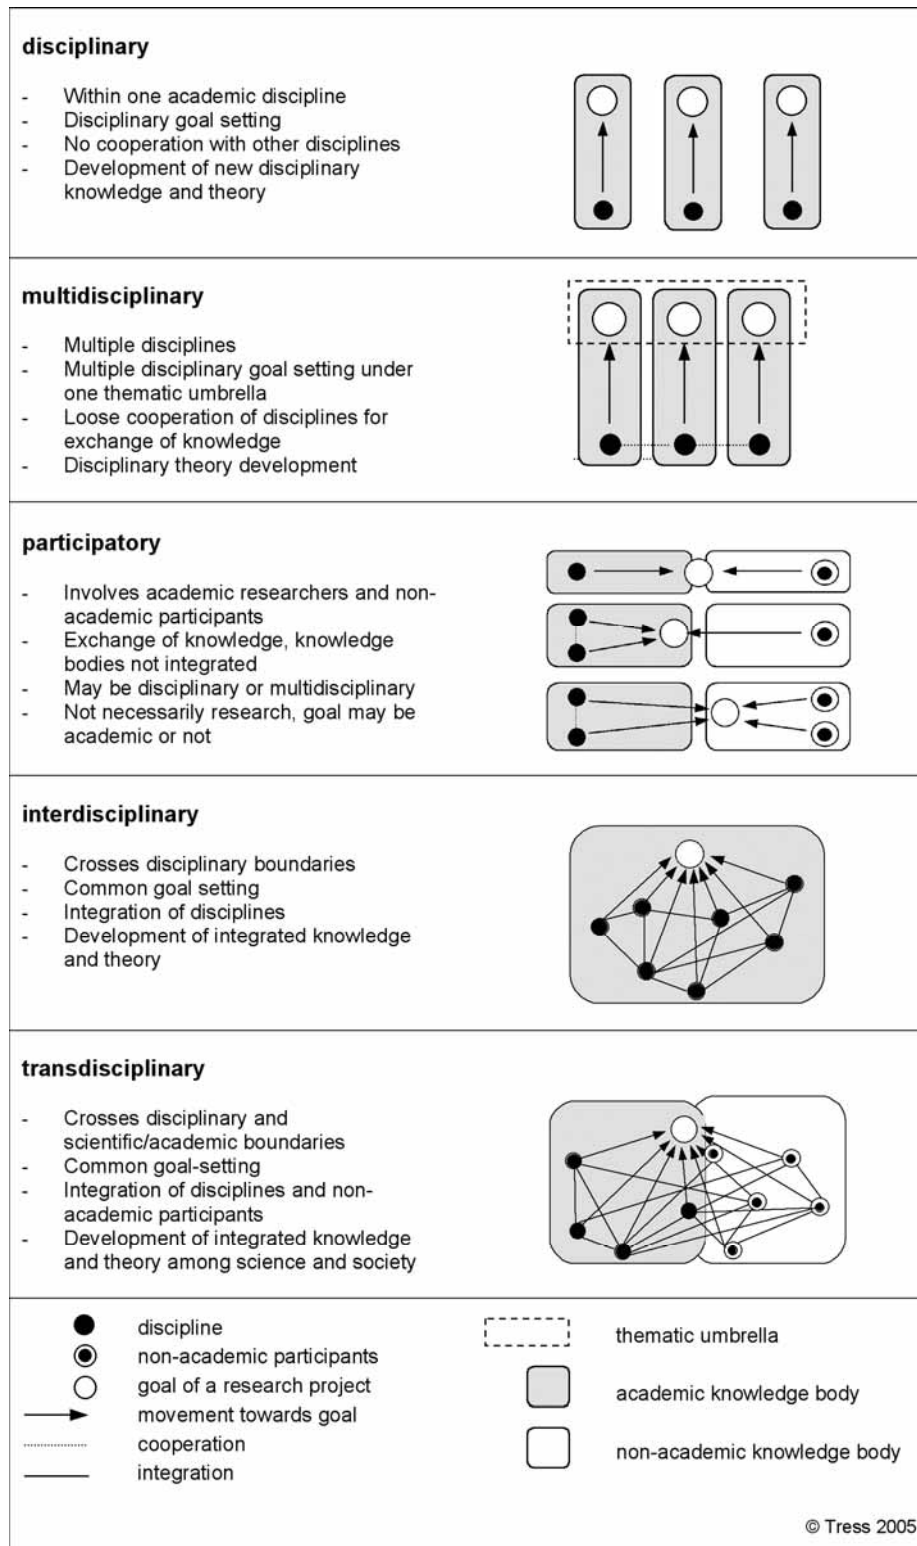 disciplinary
- Within one academic discipline
- Disciplinary goal setting
- No cooperation with other disciplines
- Development of new disciplinary
knowledge and theory
multidisciplinary
- Multiple disciplines
- Multiple disciplinary goal setting under
one thematic umbrella
- Loose cooperation of disciplines for
exchange of knowledge
- Disciplinary theory development
participatory
- Involves academic researchers and non-
academic participants
- Exchange of knowledge, knowledge
bodies not integrated
- May be disciplinary or multidisciplinary
- Not necessarily research, goal may be
academic or not
interdisciplinary
- Crosses disciplinary boundaries
- Common goal setting
- Integration of disciplines
- Development of integrated knowledge
and theory
transdisciplinary
- Crosses disciplinary and
scientific/academic boundaries
- Common goal-setting
- Integration of disciplines and non-
academic participants
- Development of integrated knowledge
and theory among science and society
discipline
non-academic participants
goal of a research project
movement towards goal
cooperation
integration
thematic umbrella
academic knowledge body
non-academic knowledge body
© Tress 2005